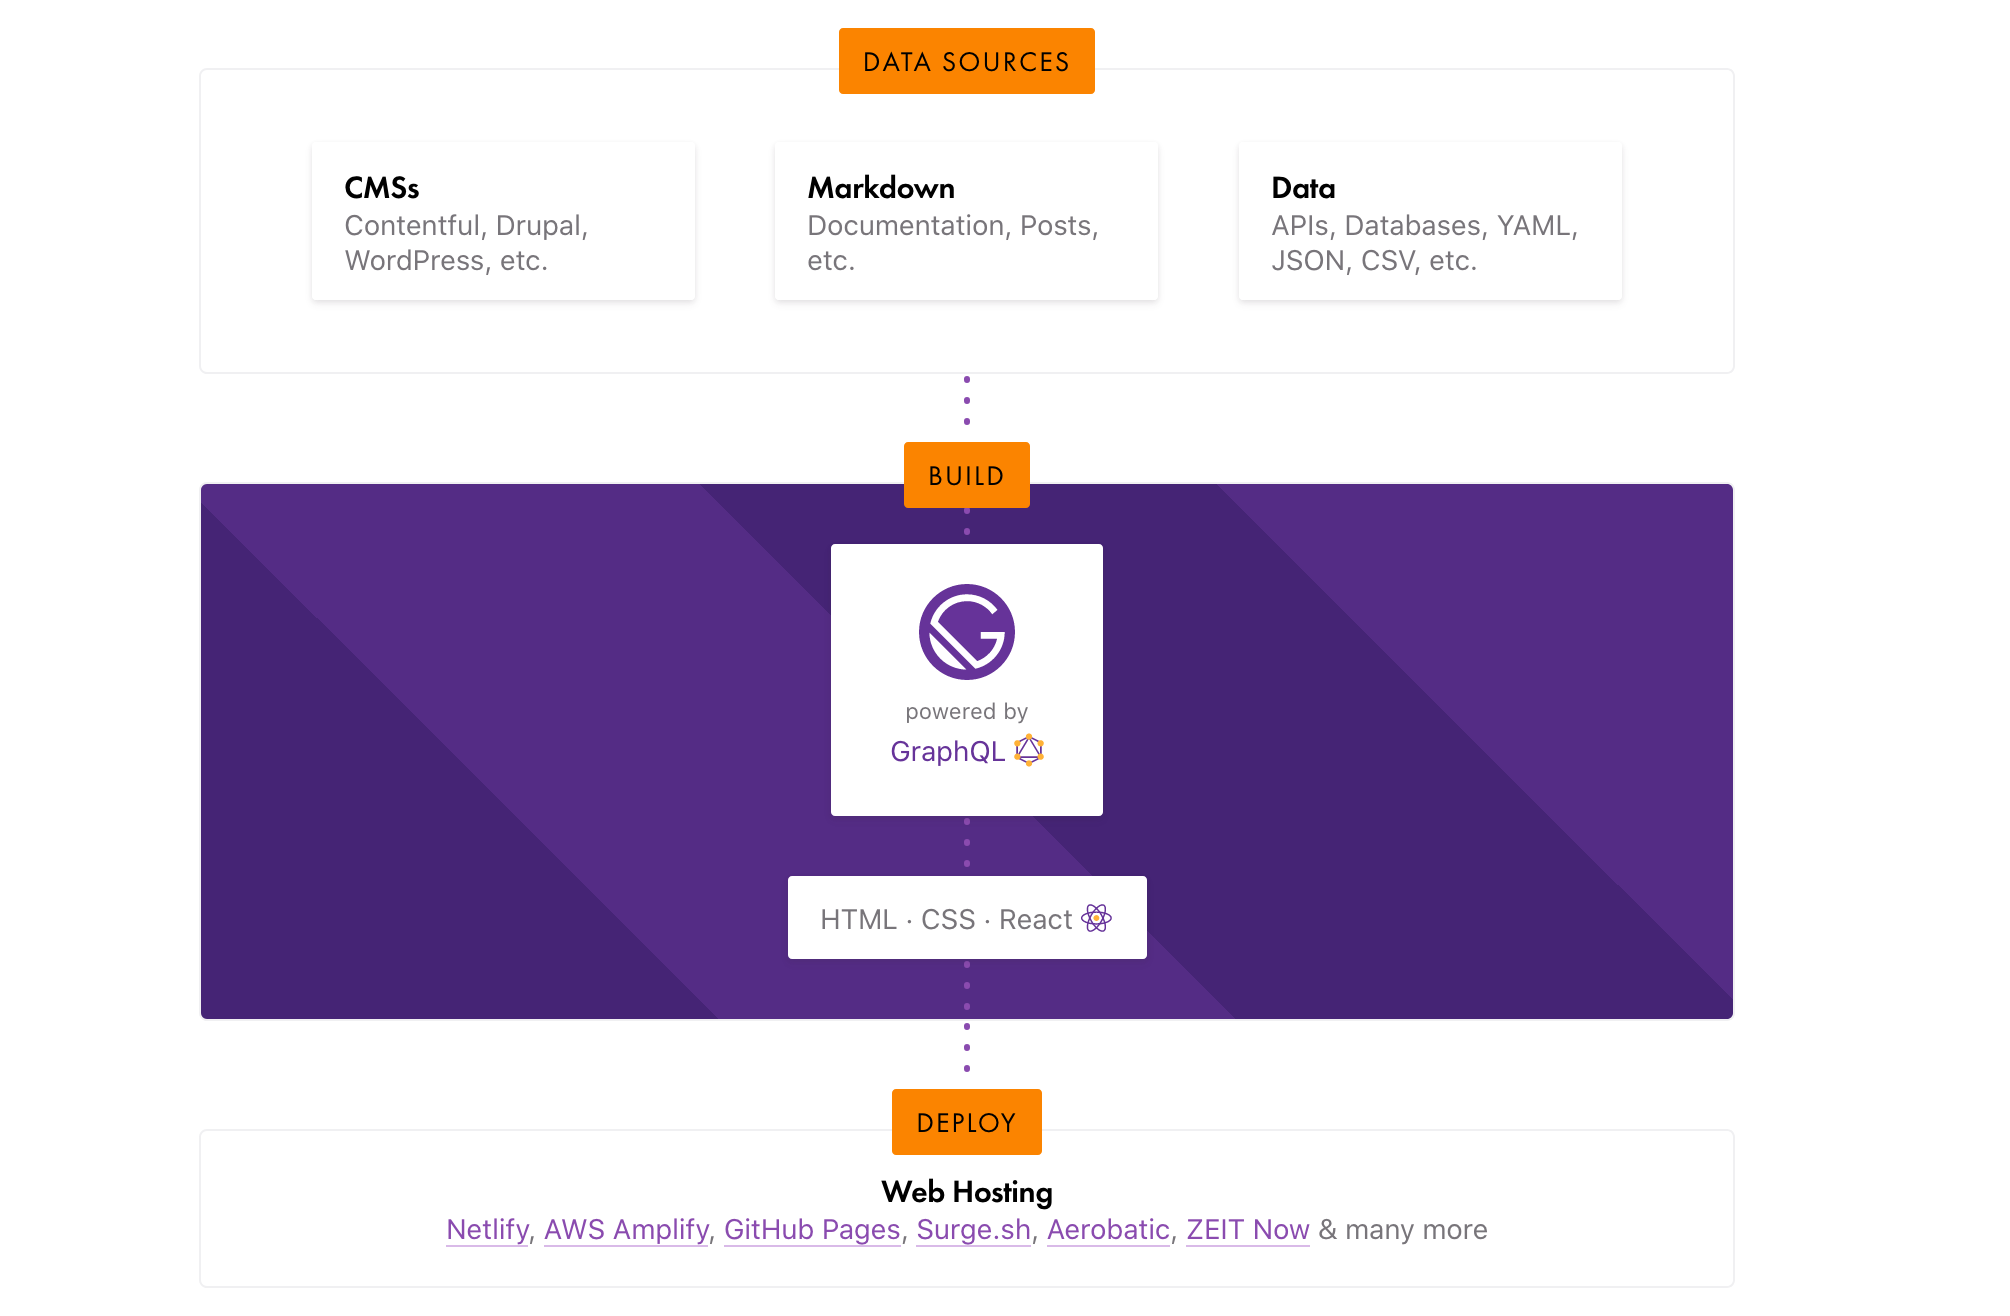 DATA SOURCES
CMSs
Contentful, Drupal,
WordPress, etc.
Markdown
Documentation, Posts,
etc.
Data
APIs, Databases, YAML,
JSON, CSV, etc.
BUILD
powered by
GraphQL
HTML · CSS · React
DEPLOY
Web Hosting
Netlify, AWS Amplify, GitHub Pages, Surge.sh, Aerobatic, ZEIT Now & many more